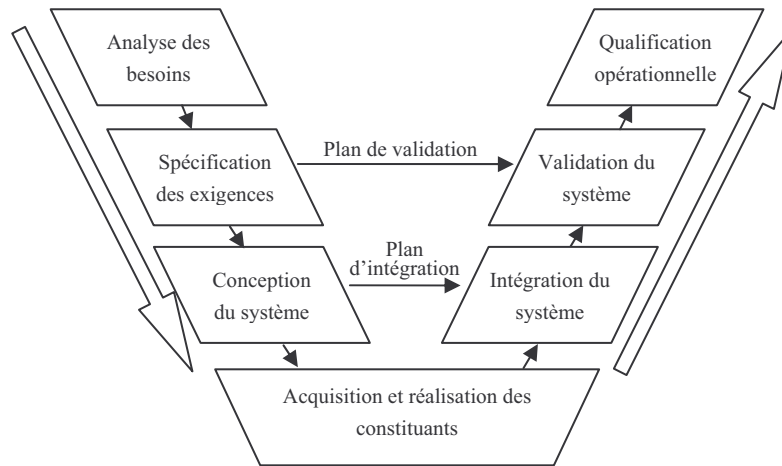 Analyse des
besoins
Qualification
opérationnelle
Spécification
des exigences
Plan de validation
Validation du
système
Conception
du système
Plan
d’intégration
Intégration du
système
Acquisition et réalisation des
constituants